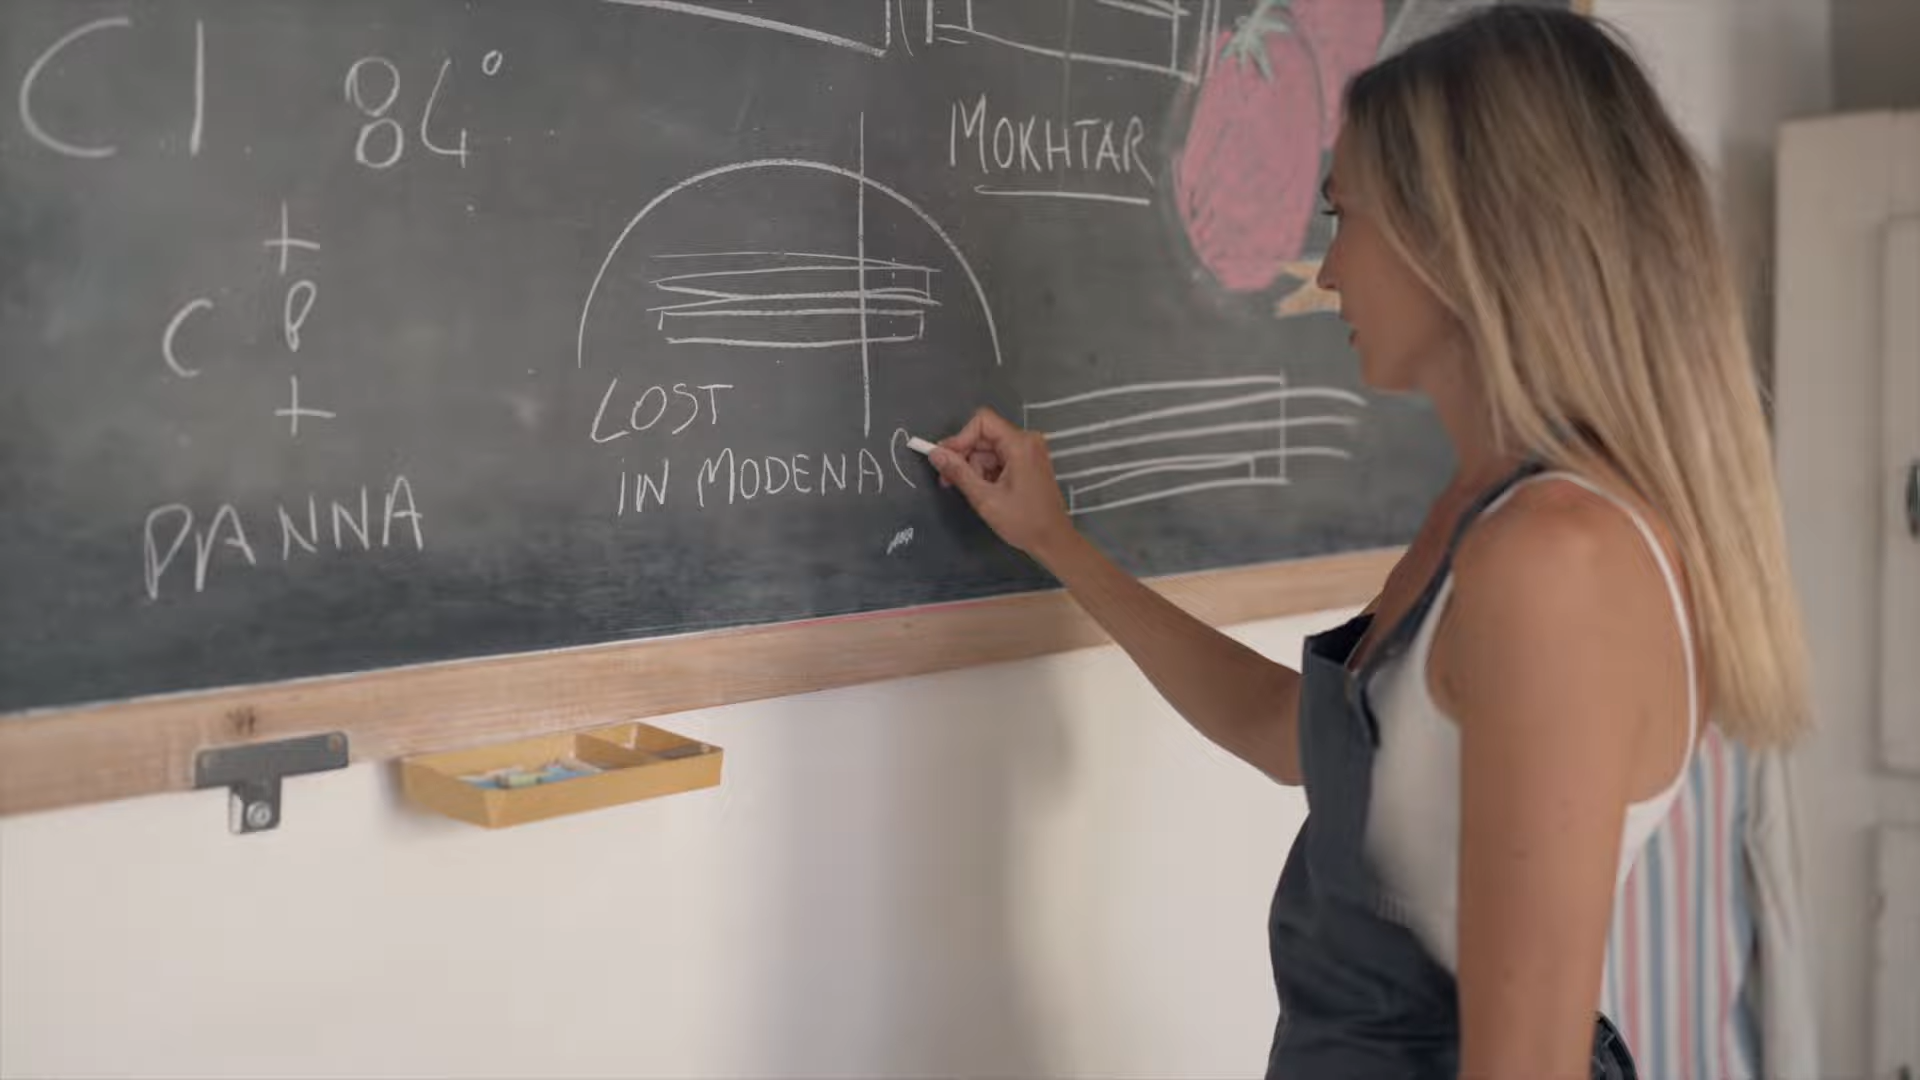 C1 84°
MOKHTAR
+
C B
+
LOST
IN MODENA C
PANNA